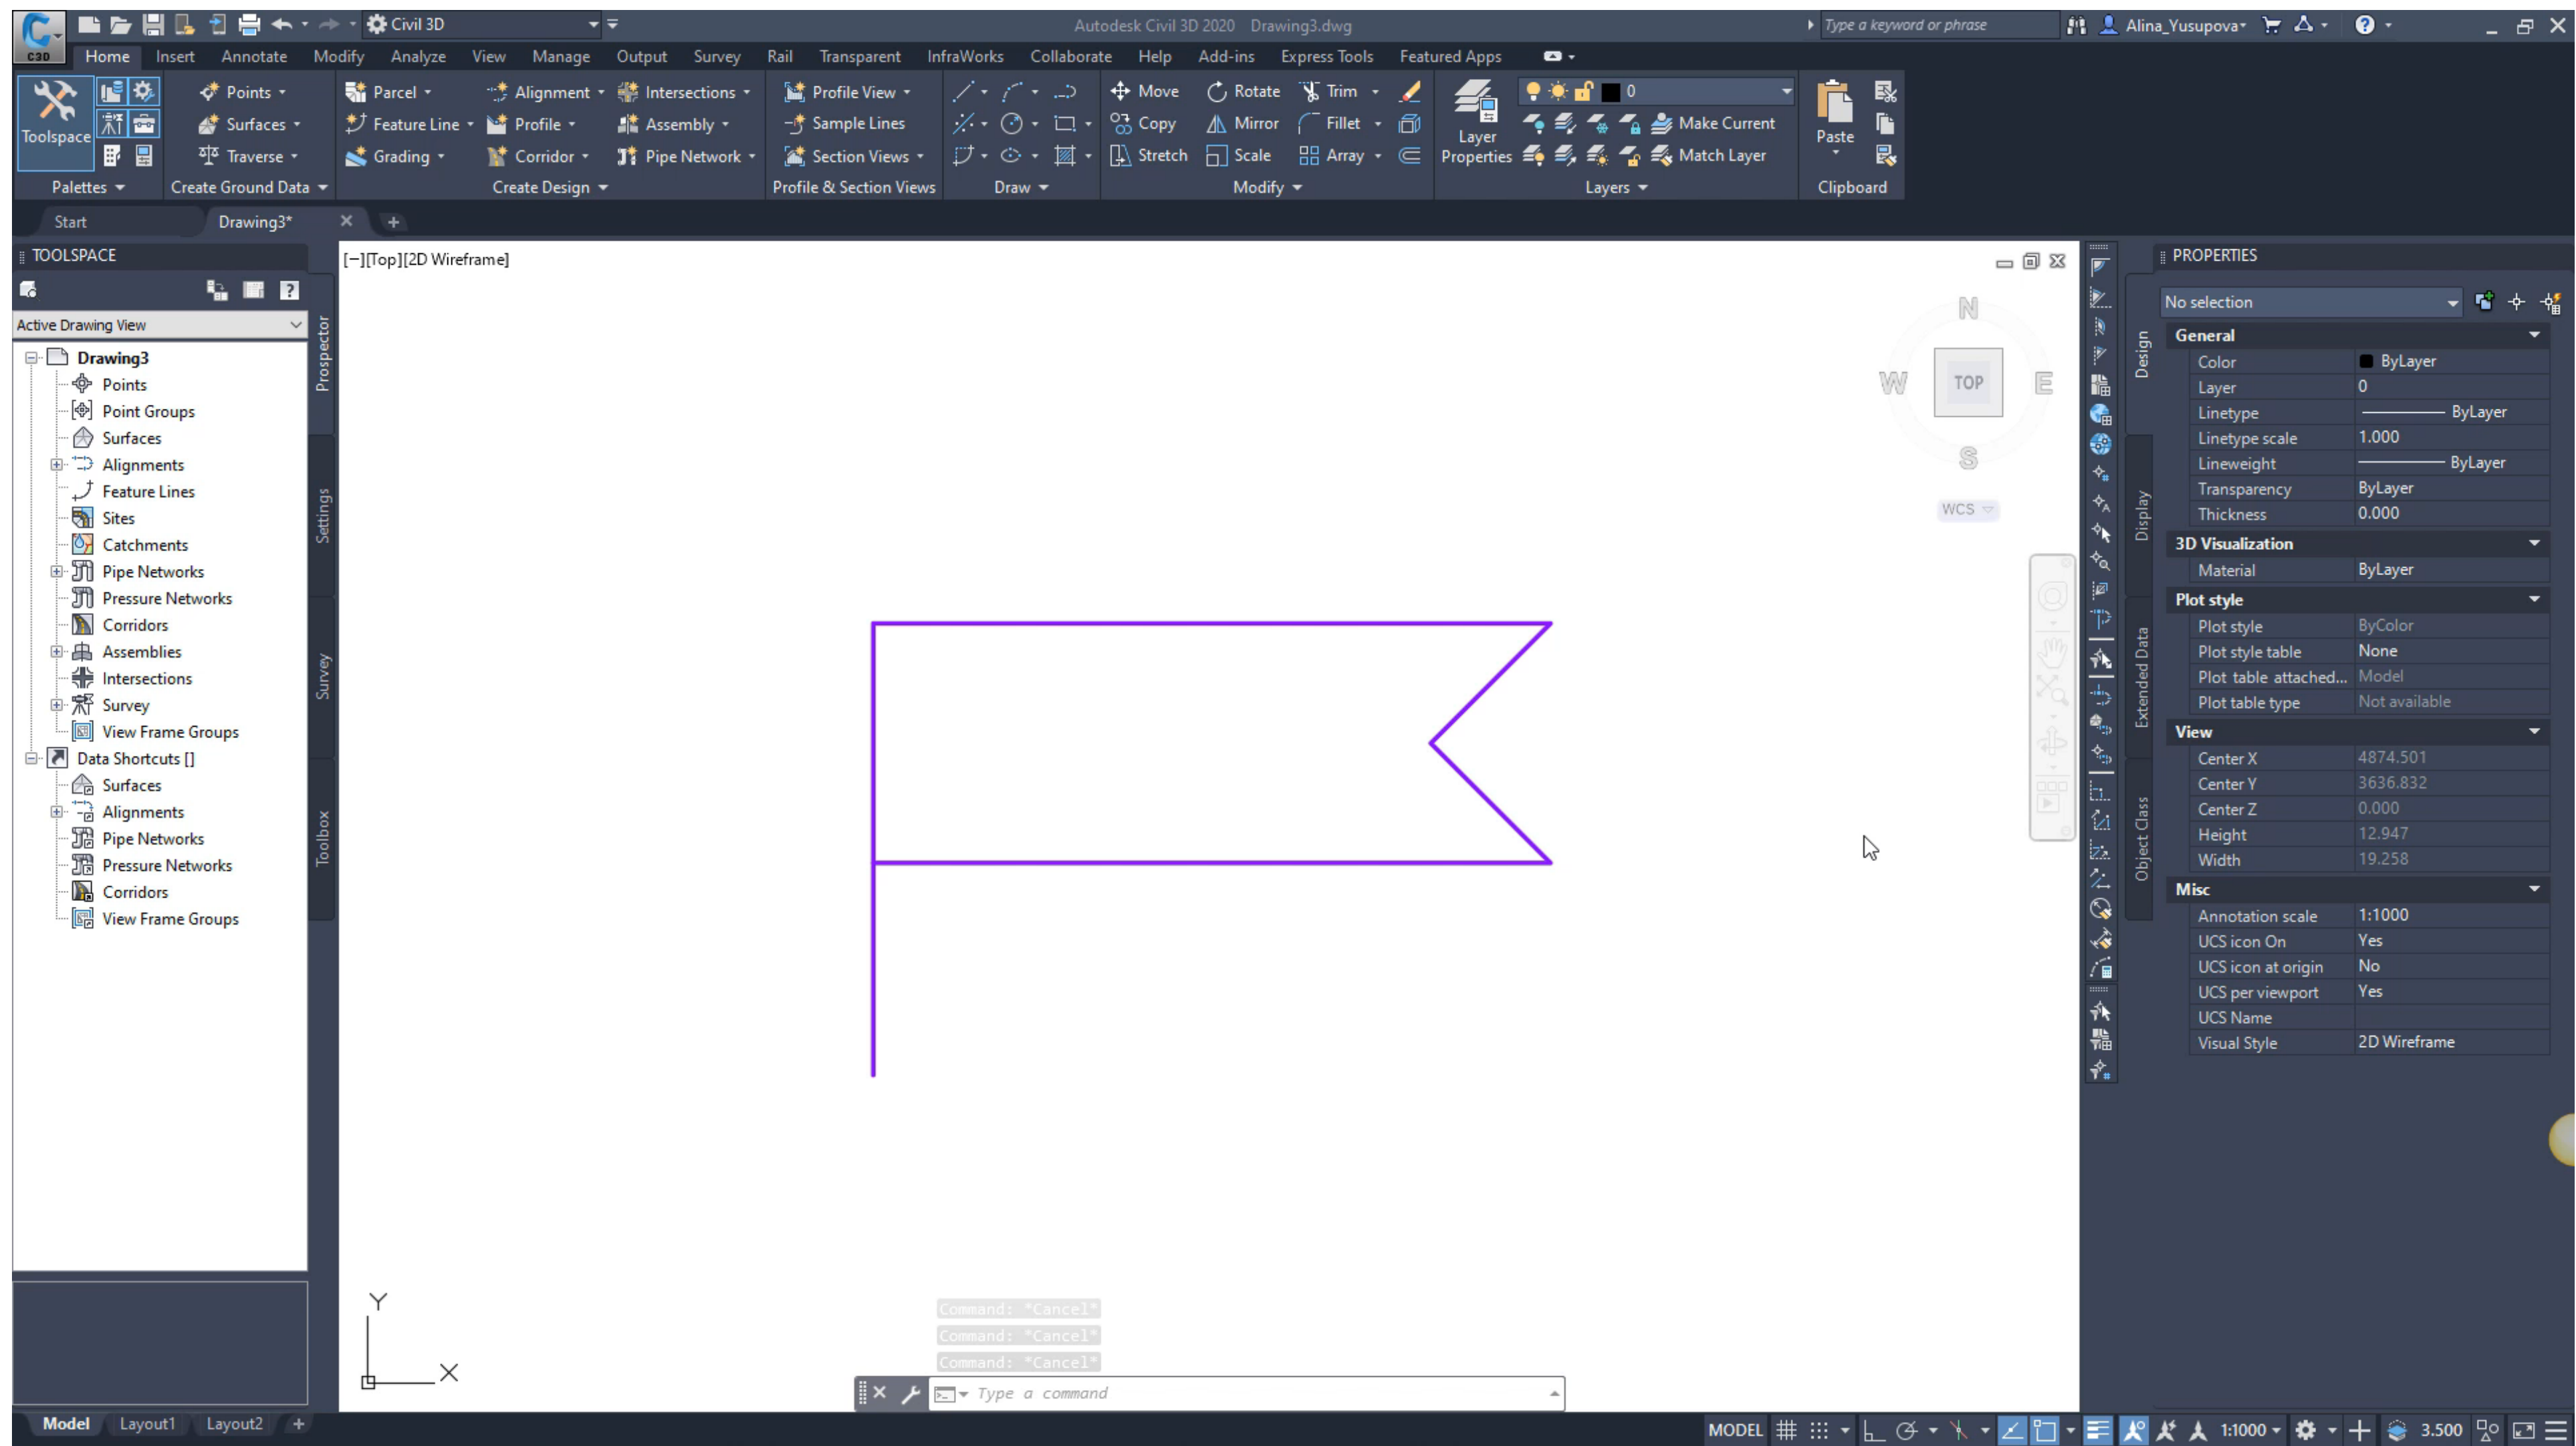 Civil 3D
Autodesk Civil 3D 2020 Drawing3.dwg
Type a keyword or phrase
Alina_Yusupova
C3D
Home Insert Annotate Modify Analyze View Manage Output Survey Rail Transparent InfraWorks Collaborate Help Add-ins Express Tools Featured Apps
Toolspace
Palettes
Points
Surfaces
Traverse
Create Ground Data
Parcel
Feature Line
Grading
Alignment
Profile
Corridor
Intersections
Assembly
Pipe Network
Create Design
Profile View
Sample Lines
Section Views
Profile & Section Views
Draw
Move
Copy
Stretch
Rotate
Mirror
Scale
Trim
Fillet
Array
Modify
Layer
Properties
0
Make Current
Match Layer
Layers
Paste
Clipboard
Start
Drawing3*
TOOLSPACE
Active Drawing View
Drawing3
Points
Point Groups
Surfaces
Alignments
Feature Lines
Sites
Catchments
Pipe Networks
Pressure Networks
Corridors
Assemblies
Intersections
Survey
View Frame Groups
Data Shortcuts []
Surfaces
Alignments
Pipe Networks
Pressure Networks
Corridors
View Frame Groups
Prospector
Settings
Survey
Toolbox
[−][Top][2D Wireframe]
N
W
TOP
E
S
WCS
Y
X
Command: *Cancel*
Command: *Cancel*
Command: *Cancel*
Type a command
PROPERTIES
No selection
Design
Display
Extended Data
Object Class
General
Color ByLayer
Layer 0
Linetype ByLayer
Linetype scale 1.000
Lineweight ByLayer
Transparency ByLayer
Thickness 0.000
3D Visualization
Material ByLayer
Plot style
Plot style ByColor
Plot style table None
Plot table attached... Model
Plot table type Not available
View
Center X 4874.501
Center Y 3636.832
Center Z 0.000
Height 12.947
Width 19.258
Misc
Annotation scale 1:1000
UCS icon On Yes
UCS icon at origin No
UCS per viewport Yes
UCS Name
Visual Style 2D Wireframe
Model Layout1 Layout2
MODEL 1:1000 3.500